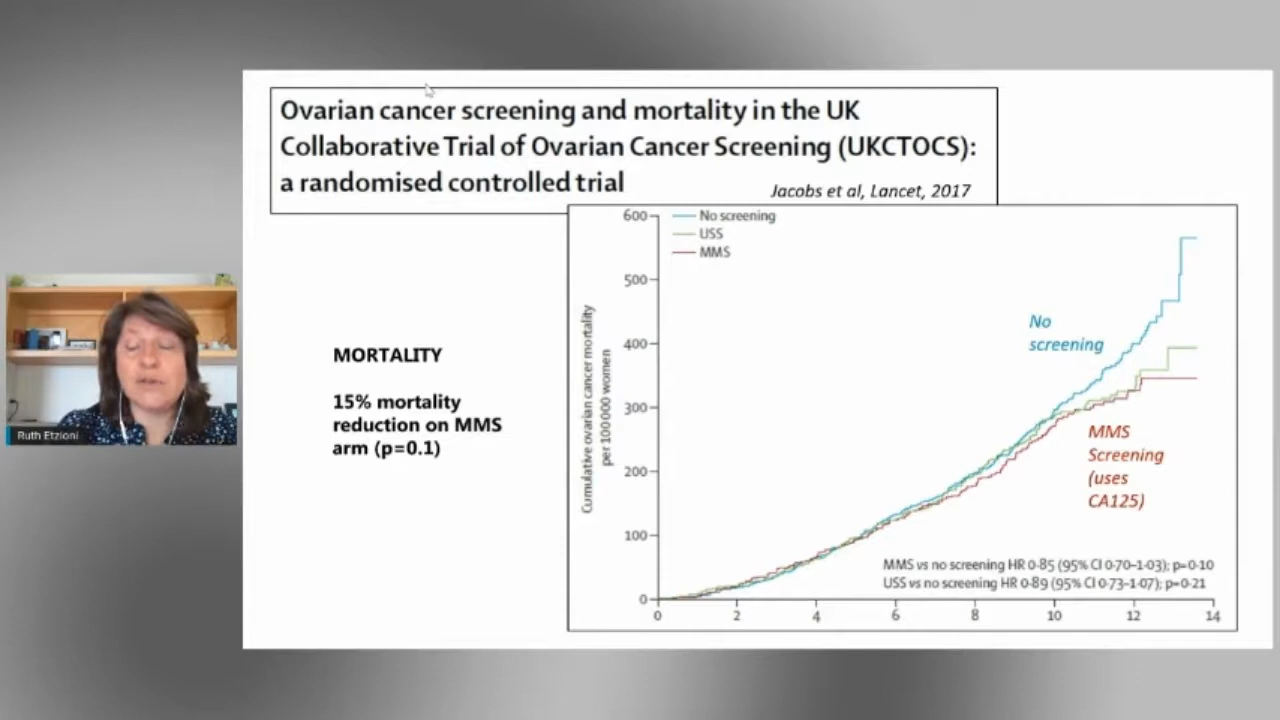 Ovarian cancer screening and mortality in the UK
Collaborative Trial of Ovarian Cancer Screening (UKCTOCS):
a randomised controlled trial
Jacobs et al, Lancet, 2017
MORTALITY
15% mortality
reduction on MMS
arm (p=0.1)
Cumulative ovarian cancer mortality
per 100 000 women
600
500
400
300
200
100
0
No screening
USS
MMS
No
screening
MMS
Screening
(uses
CA125)
MMS vs no screening HR 0·85 (95% CI 0·70–1·03); p=0·10
USS vs no screening HR 0·89 (95% CI 0·73–1·07); p=0·21
0 2 4 6 8 10 12 14
Ruth Etzioni